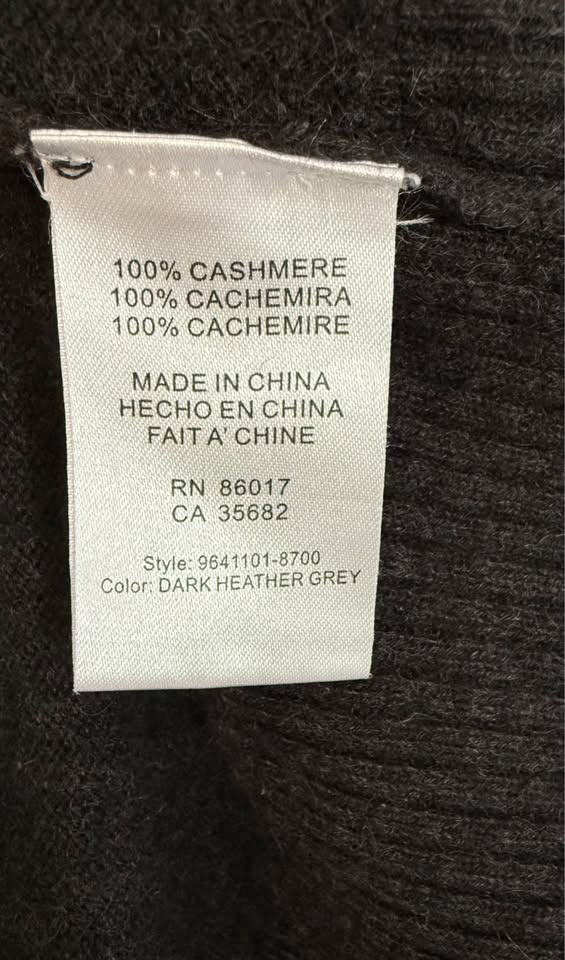 100% CASHMERE
100% CACHEMIRA
100% CACHEMIRE
MADE IN CHINA
HECHO EN CHINA
FAIT A' CHINE
RN 86017
CA 35682
Style: 9641101-8700
Color: DARK HEATHER GREY